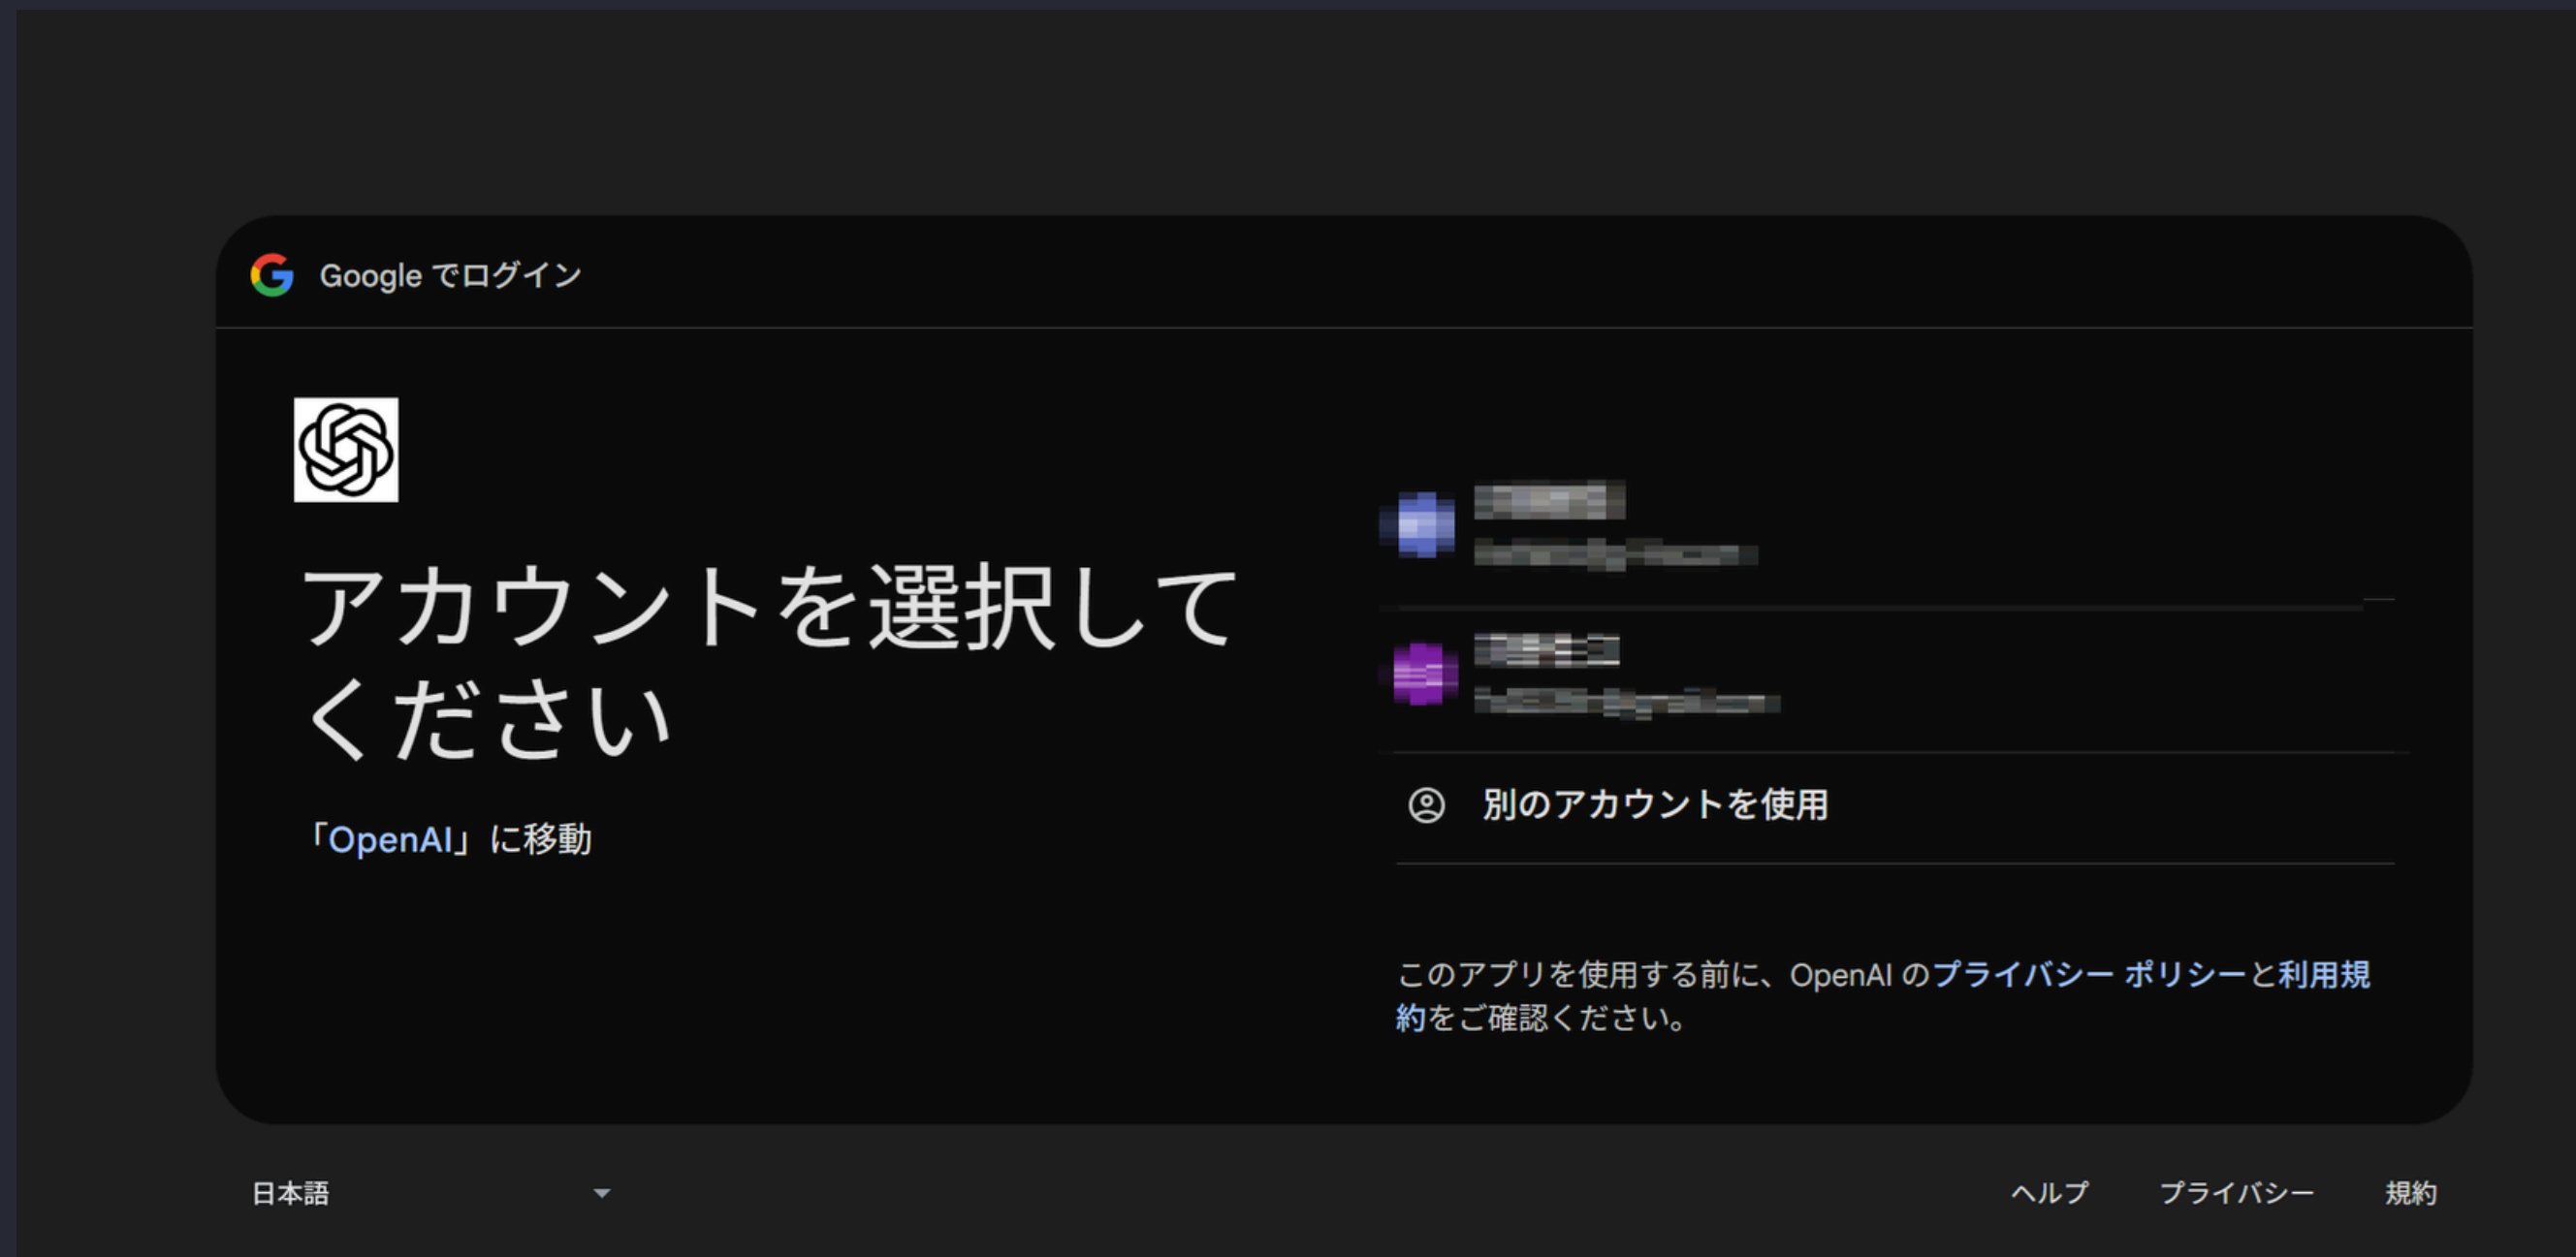 Google でログイン
アカウントを選択して
ください
「OpenAI」に移動
別のアカウントを使用
このアプリを使用する前に、OpenAI のプライバシー ポリシーと利用規
約をご確認ください。
日本語
ヘルプ
プライバシー
規約